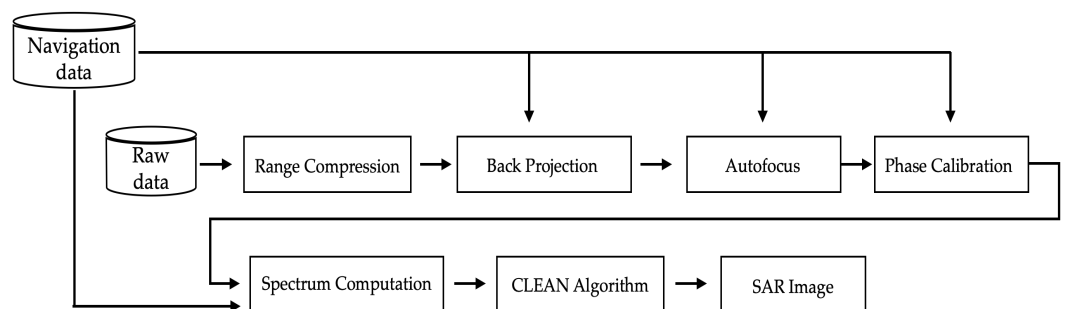 Navigation
data
Raw
data
Range Compression
Back Projection
Autofocus
Phase Calibration
Spectrum Computation
CLEAN Algorithm
SAR Image